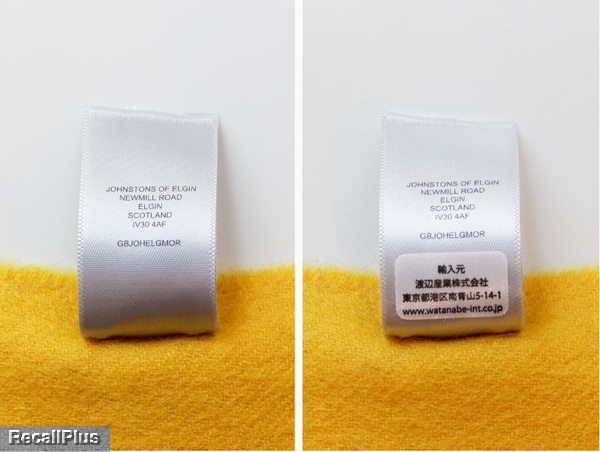 JOHNSTONS OF ELGIN
NEWMILL ROAD
ELGIN
SCOTLAND
IV30 4AF
GBJOHELGMOR
JOHNSTONS OF ELGIN
NEWMILL ROAD
ELGIN
SCOTLAND
IV30 4AF
GBJOHELGMOR
輸入元
渡辺産業株式会社
東京都港区南青山5-14-1
www.watanabe-int.co.jp
RecallPlus